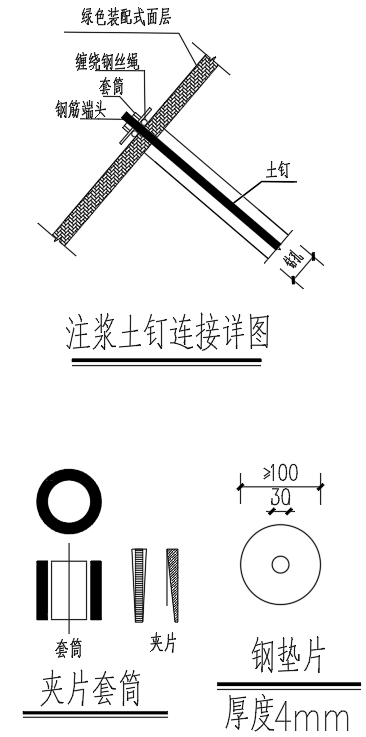 绿色装配式面层
缠绕钢丝绳
套筒
钢筋端头
土钉
钻孔
注浆土钉连接详图
≥100
30
套筒
夹片
夹片套筒
钢垫片
厚度4mm